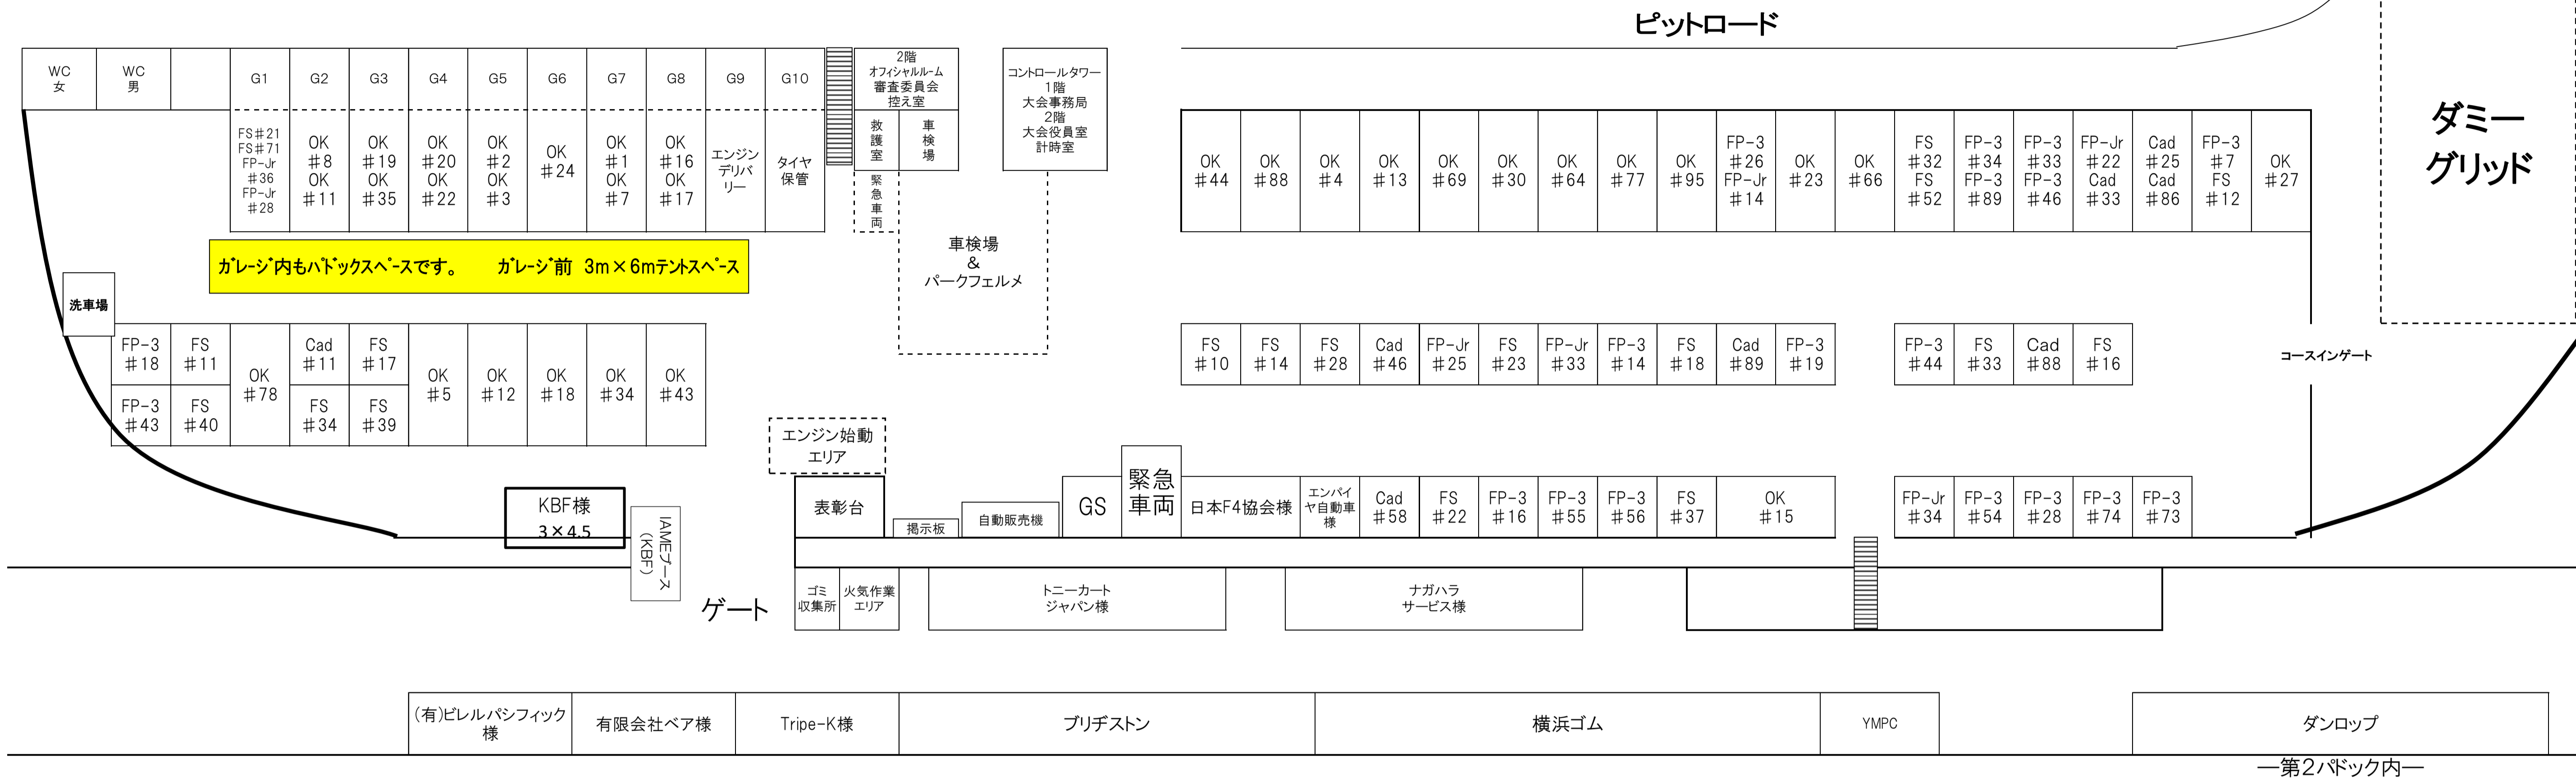 ピットロード
WC
女
WC
男
G1
G2
G3
G4
G5
G6
G7
G8
G9
G10
2階
オフィシャルルーム
審査委員会
控え室
コントロールタワー
1階
大会事務局
2階
大会役員室
計時室
FS♯21
FS♯71
FP-Jr
♯36
FP-Jr
♯28
OK
♯8
OK
♯11
OK
♯19
OK
♯35
OK
♯20
OK
♯22
OK
♯2
OK
♯3
OK
♯24
OK
♯1
OK
♯7
OK
♯16
OK
♯17
エンジン
デリバ
リー
タイヤ
保管
救護室
車検場
緊急車両
車検場
&
パークフェルメ
OK
♯44
OK
♯88
OK
♯4
OK
♯13
OK
♯69
OK
♯30
OK
♯64
OK
♯77
OK
♯95
FP-3
♯26
FP-Jr
♯14
OK
♯23
OK
♯66
FS
♯32
FS
♯52
FP-3
♯34
FP-3
♯89
FP-3
♯33
FP-3
♯46
FP-Jr
♯22
Cad
♯33
Cad
♯25
Cad
♯86
FP-3
♯7
FS
♯12
OK
♯27
ダミー
グリッド
ガレージ内もパドックスペースです。　ガレージ前 3m×6mテントスペース
洗車場
FP-3
♯18
FS
♯11
OK
♯78
Cad
♯11
FS
♯17
OK
♯5
OK
♯12
OK
♯18
OK
♯34
OK
♯43
FP-3
♯43
FS
♯40
FS
♯34
FS
♯39
FS
♯10
FS
♯14
FS
♯28
Cad
♯46
FP-Jr
♯25
FS
♯23
FP-Jr
♯33
FP-3
♯14
FS
♯18
Cad
♯89
FP-3
♯19
FP-3
♯44
FS
♯33
Cad
♯88
FS
♯16
コースインゲート
エンジン始動
エリア
KBF様
3×4.5
IAMEブース
(KBF)
表彰台
掲示板
自動販売機
GS
緊急
車両
日本F4協会様
エンパイ
ヤ自動車
様
Cad
♯58
FS
♯22
FP-3
♯16
FP-3
♯55
FP-3
♯56
FS
♯37
OK
♯15
FP-Jr
♯34
FP-3
♯54
FP-3
♯28
FP-3
♯74
FP-3
♯73
ゲート
ゴミ
収集所
火気作業
エリア
トニーカート
ジャパン様
ナガハラ
サービス様
(有)ビレルパシフィック
様
有限会社ベア様
Tripe-K様
ブリヂストン
横浜ゴム
YMPC
ダンロップ
―第2パドック内―